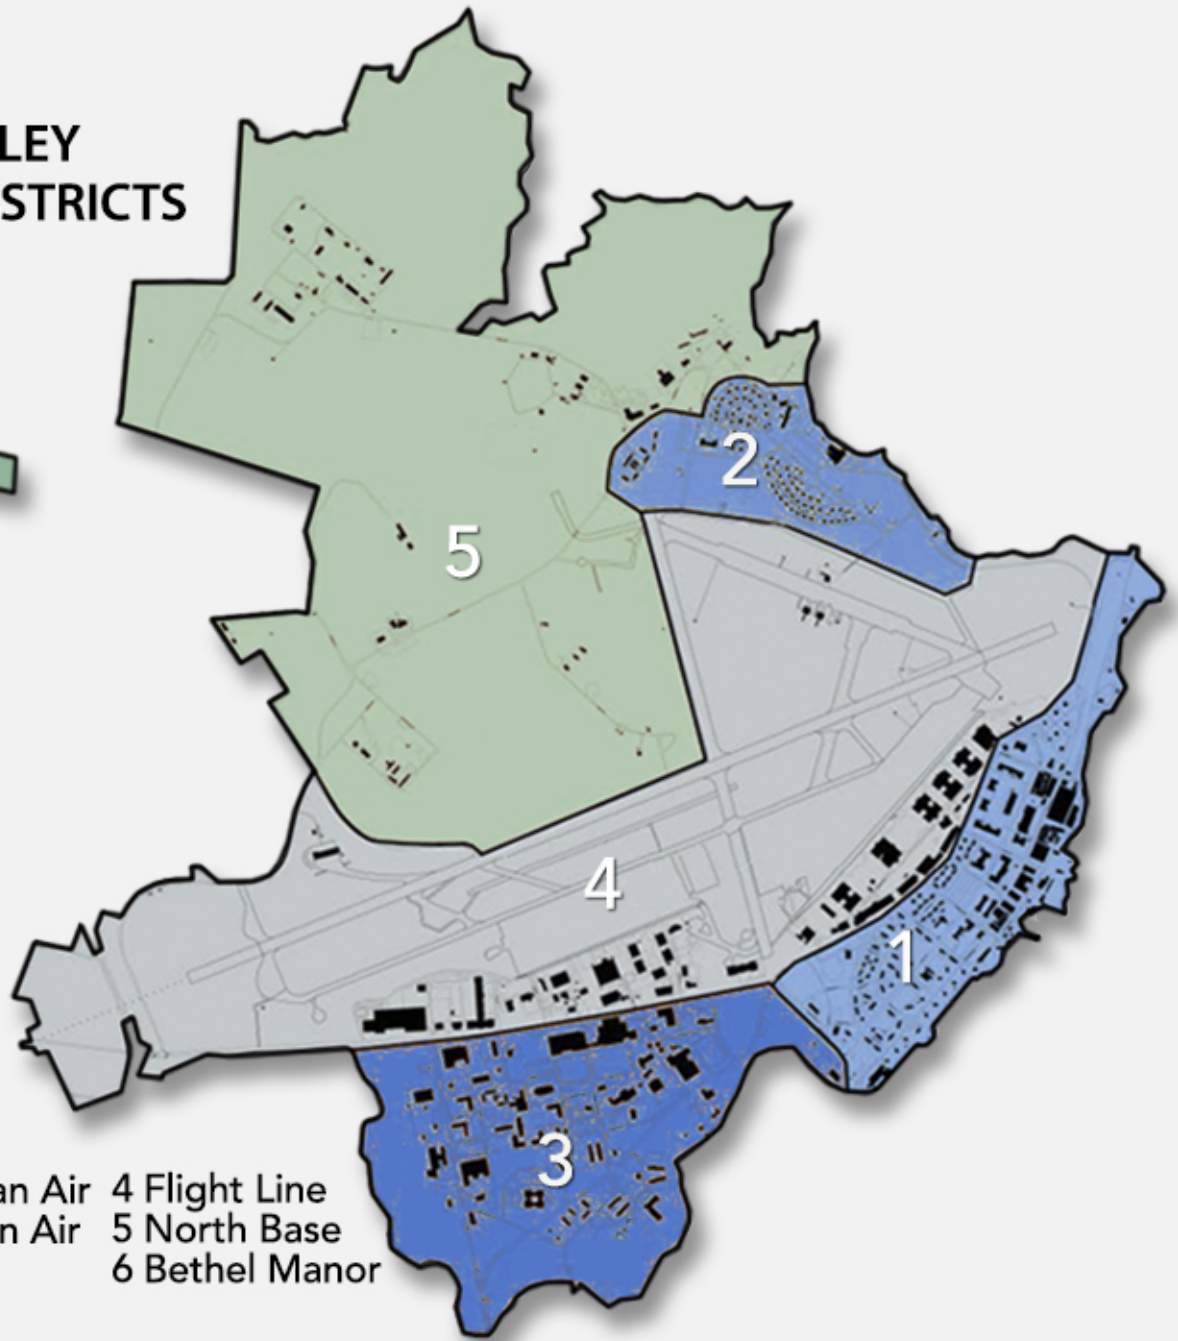 LEY
STRICTS
2
5
4
1
3
an Air 4 Flight Line
n Air 5 North Base
6 Bethel Manor